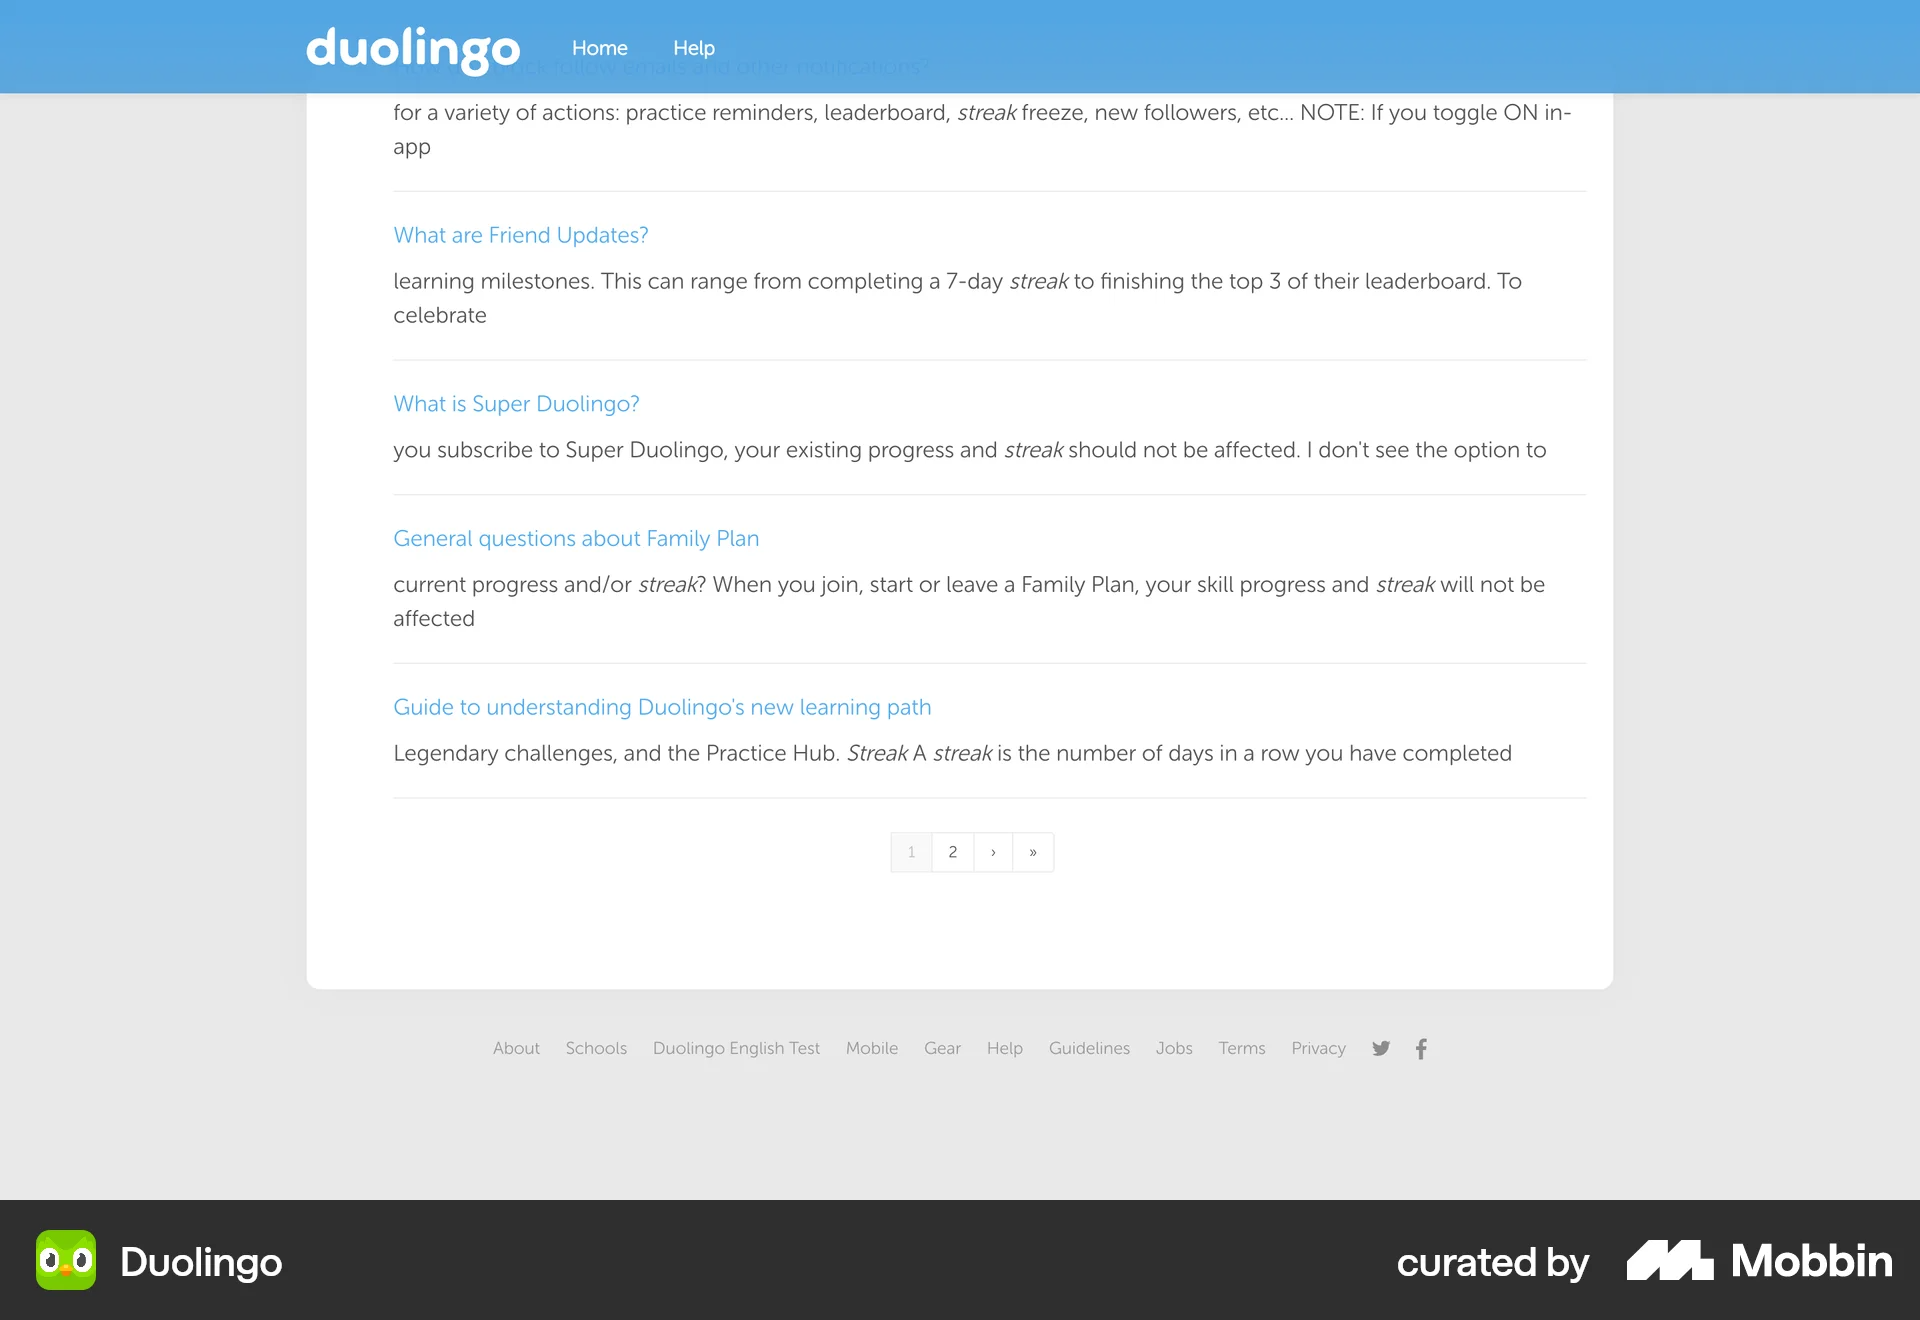 duolingo Home Help
follow emails and other notifications?
for a variety of actions: practice reminders, leaderboard, streak freeze, new followers, etc... NOTE: If you toggle ON in-
app
What are Friend Updates?
learning milestones. This can range from completing a 7-day streak to finishing the top 3 of their leaderboard. To
celebrate
What is Super Duolingo?
you subscribe to Super Duolingo, your existing progress and streak should not be affected. I don't see the option to
General questions about Family Plan
current progress and/or streak? When you join, start or leave a Family Plan, your skill progress and streak will not be
affected
Guide to understanding Duolingo's new learning path
Legendary challenges, and the Practice Hub. Streak A streak is the number of days in a row you have completed
1 2 › »
About Schools Duolingo English Test Mobile Gear Help Guidelines Jobs Terms Privacy
Duolingo curated by Mobbin